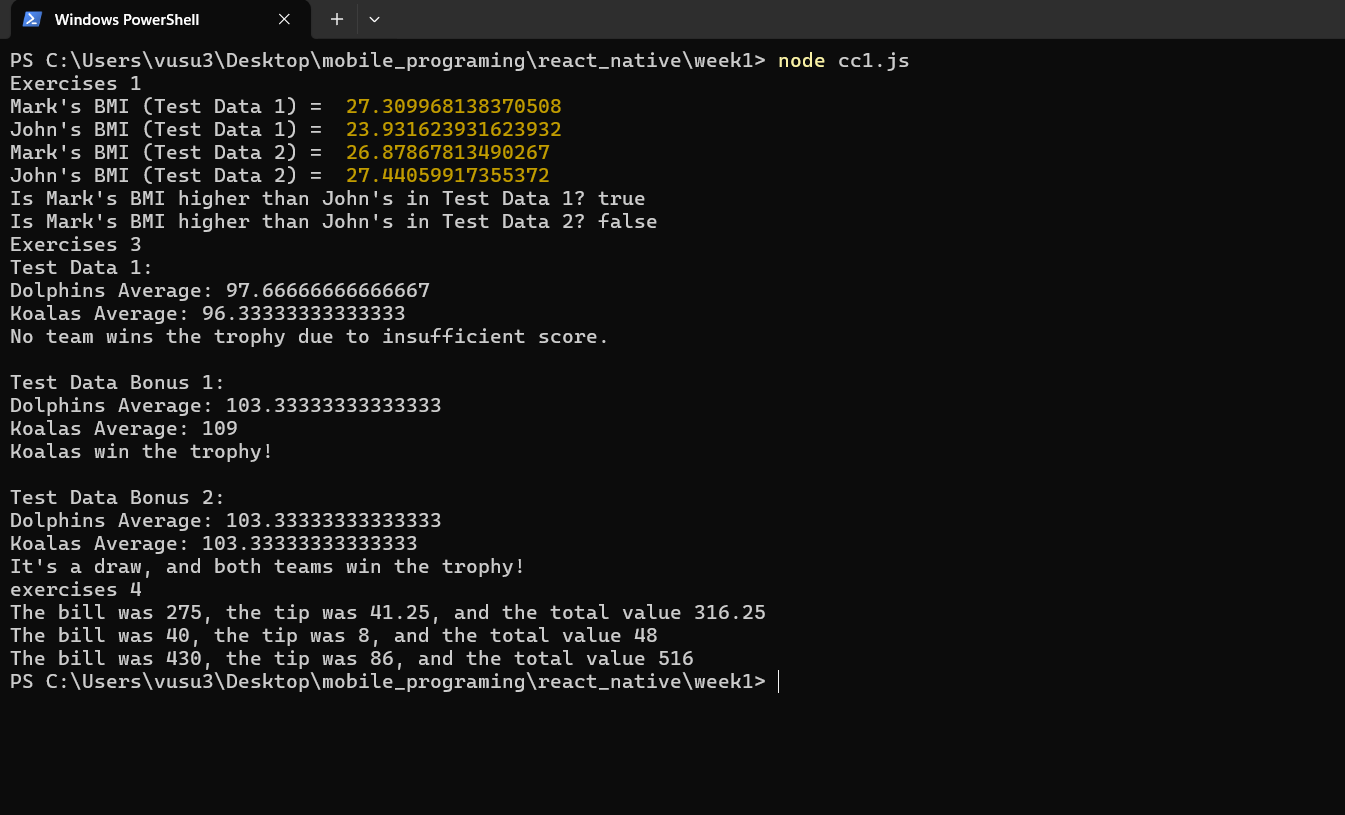 Windows PowerShell
PS C:\Users\vusu3\Desktop\mobile_programing\react_native\week1> node cc1.js
Exercises 1
Mark's BMI (Test Data 1) =  27.309968138370508
John's BMI (Test Data 1) =  23.931623931623932
Mark's BMI (Test Data 2) =  26.87867813490267
John's BMI (Test Data 2) =  27.44059917355372
Is Mark's BMI higher than John's in Test Data 1? true
Is Mark's BMI higher than John's in Test Data 2? false
Exercises 3
Test Data 1:
Dolphins Average: 97.66666666666667
Koalas Average: 96.33333333333333
No team wins the trophy due to insufficient score.
Test Data Bonus 1:
Dolphins Average: 103.33333333333333
Koalas Average: 109
Koalas win the trophy!
Test Data Bonus 2:
Dolphins Average: 103.33333333333333
Koalas Average: 103.33333333333333
It's a draw, and both teams win the trophy!
exercises 4
The bill was 275, the tip was 41.25, and the total value 316.25
The bill was 40, the tip was 8, and the total value 48
The bill was 430, the tip was 86, and the total value 516
PS C:\Users\vusu3\Desktop\mobile_programing\react_native\week1>